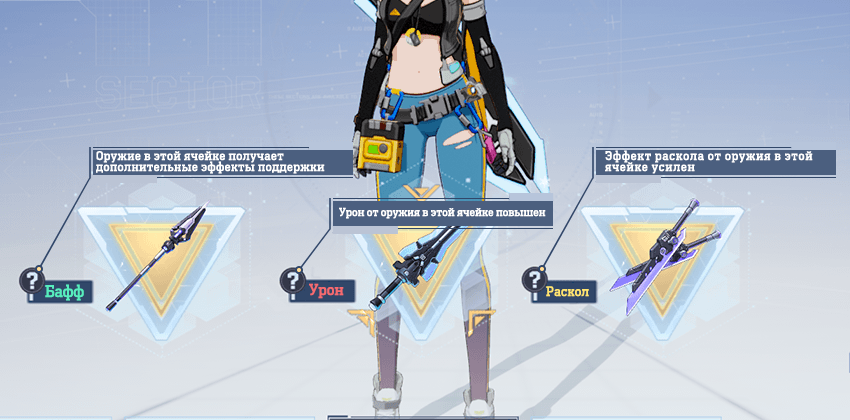 SECTOR
Оружие в этой ячейке получает
дополнительные эффекты поддержки
Эффект раскола от оружия в этой
ячейке усилен
Урон от оружия в этой ячейке повышен
?
Бафф
?
Урон
?
Раскол